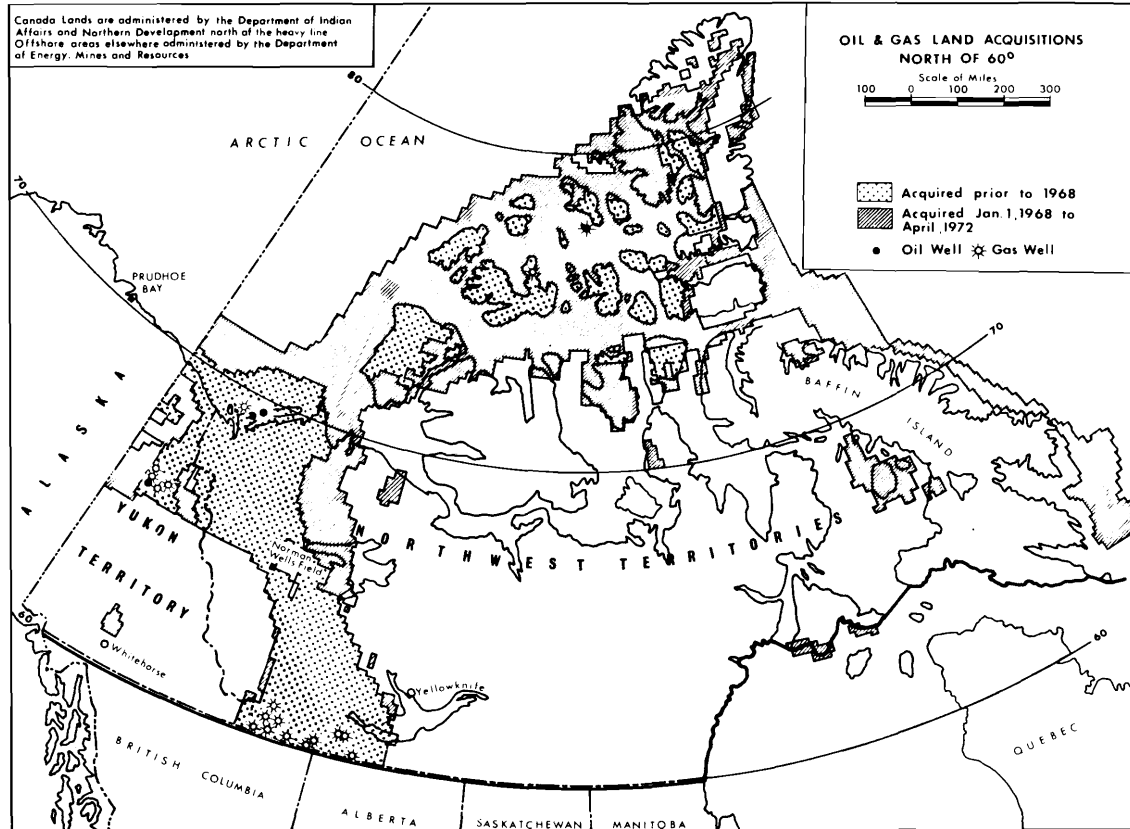 Canada Lands are administered by the Department of Indian
Affairs and Northern Development north of the heavy line
Offshore areas elsewhere administered by the Department
of Energy. Mines and Resources
OIL & GAS LAND ACQUISITIONS
NORTH OF 60°
Scale of Miles
100 0 100 200 300
Acquired prior to 1968
Acquired Jan. 1, 1968 to
April, 1972
Oil Well
Gas Well
80
ARCTIC OCEAN
70
PRUDHOE
BAY
70
ALASKA
BAFFIN
ISLAND
YUKON
TERRITORY
NORTHWEST TERRITORIES
Norman
Wells Field
60
Whitehorse
Yellowknife
60
BRITISH COLUMBIA
ALBERTA
SASKATCHEWAN
MANITOBA
QUEBEC